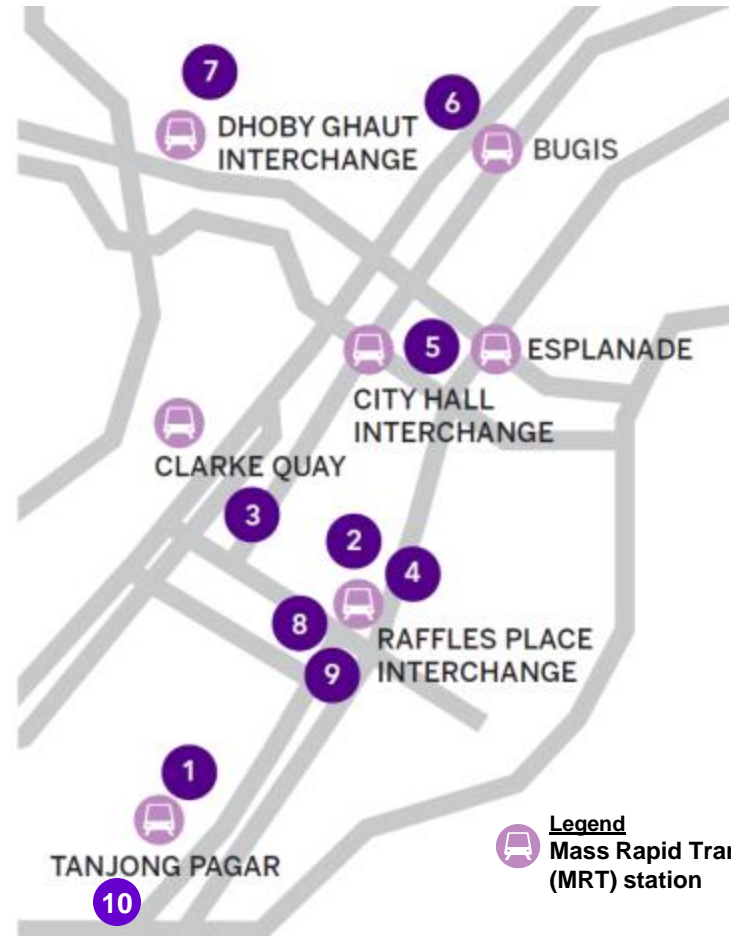 7
6
DHOBY GHAUT
INTERCHANGE
BUGIS
5
ESPLANADE
CITY HALL
INTERCHANGE
CLARKE QUAY
3
2
4
8
RAFFLES PLACE
INTERCHANGE
9
1
TANJONG PAGAR
10
Legend
Mass Rapid Tran
(MRT) station